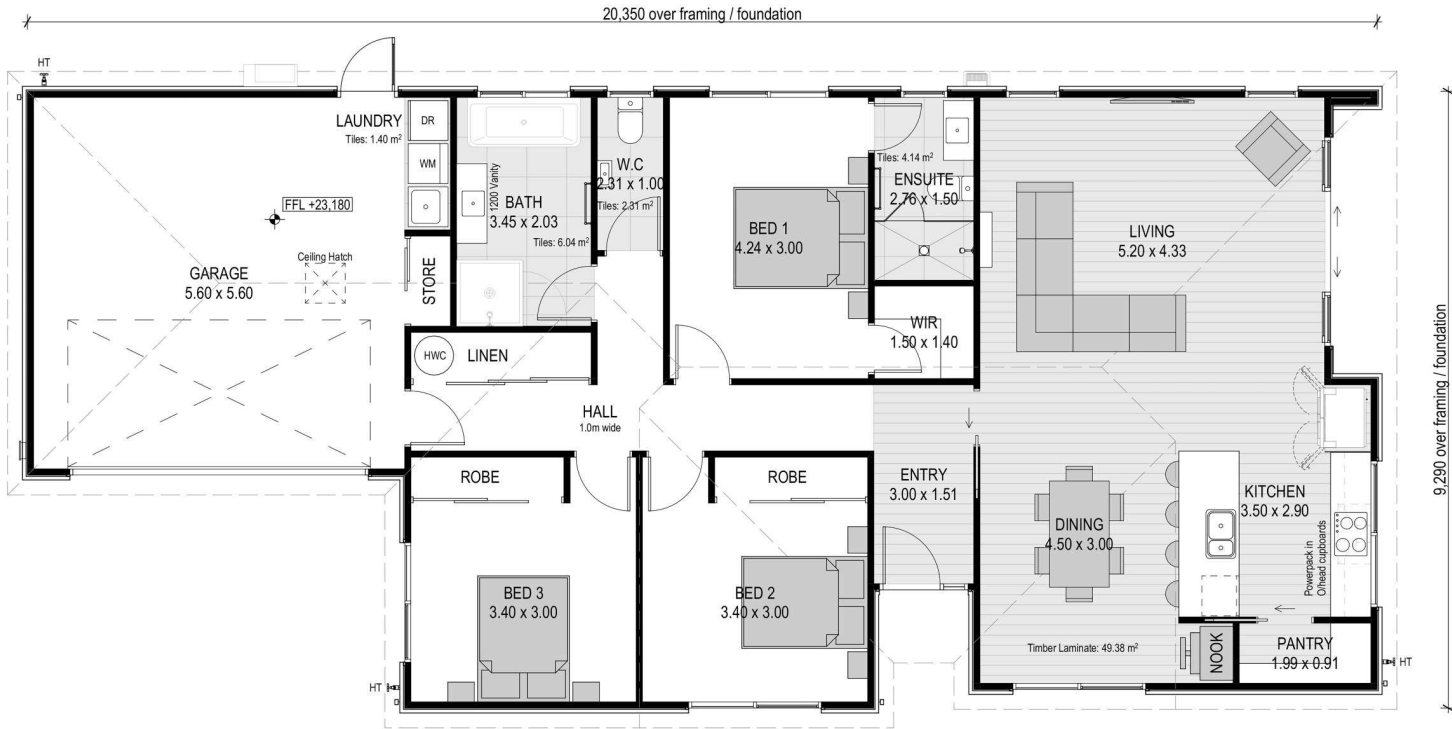 20,350 over framing / foundation
HT
LAUNDRY
Tiles: 1.40 m²
DR
WM
FFL +23,180
Ceiling Hatch
GARAGE
5.60 x 5.60
STORE
1200 Vanity
BATH
3.45 x 2.03
Tiles: 6.04 m²
W.C
2.31 x 1.00
Tiles: 2.31 m²
BED 1
4.24 x 3.00
Tiles: 4.14 m²
ENSUITE
2.76 x 1.50
WIR
1.50 x 1.40
LIVING
5.20 x 4.33
HWC
LINEN
HALL
1.0m wide
ENTRY
3.00 x 1.51
ROBE
ROBE
BED 3
3.40 x 3.00
BED 2
3.40 x 3.00
DINING
4.50 x 3.00
KITCHEN
3.50 x 2.90
Powerpack in
O/head cupboards
Timber Laminate: 49.38 m²
NOOK
PANTRY
1.99 x 0.91
HT
HT
9,290 over framing / foundation